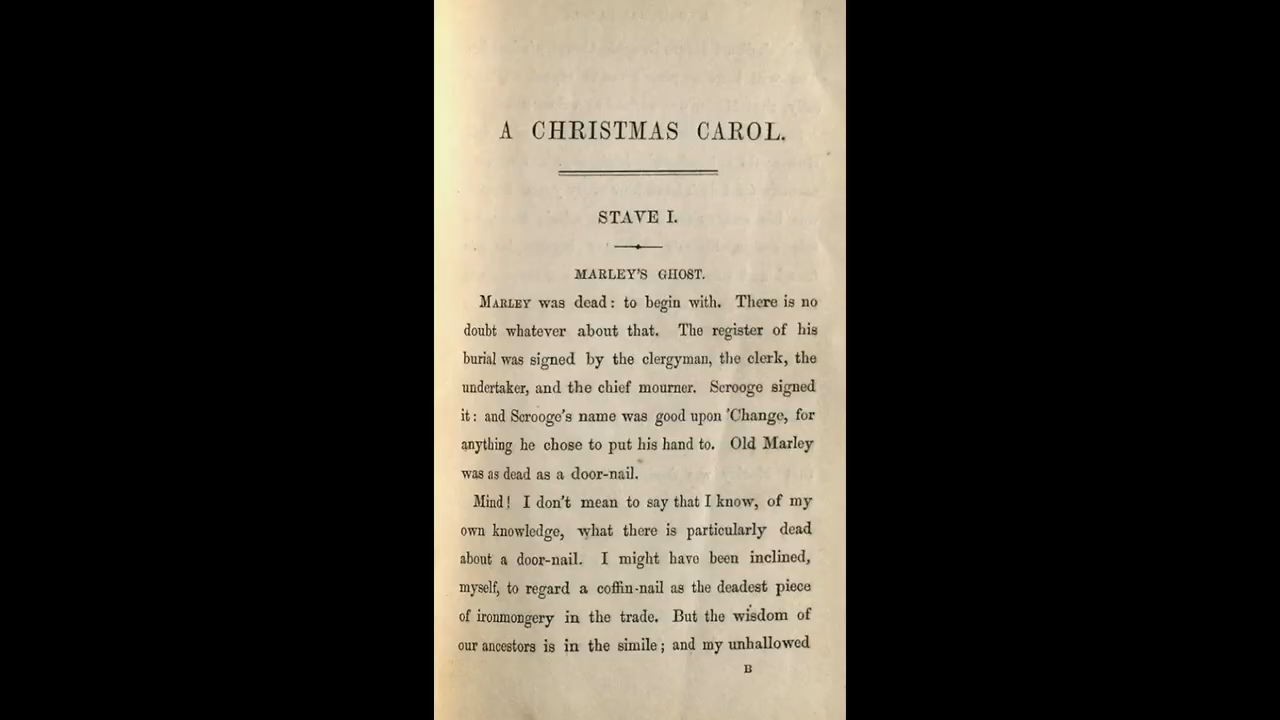 A CHRISTMAS CAROL.
STAVE I.
MARLEY'S GHOST.
MARLEY was dead: to begin with. There is no
doubt whatever about that. The register of his
burial was signed by the clergyman, the clerk, the
undertaker, and the chief mourner. Scrooge signed
it: and Scrooge's name was good upon 'Change, for
anything he chose to put his hand to. Old Marley
was as dead as a door-nail.
Mind! I don't mean to say that I know, of my
own knowledge, what there is particularly dead
about a door-nail. I might have been inclined,
myself, to regard a coffin-nail as the deadest piece
of ironmongery in the trade. But the wisdom of
our ancestors is in the simile; and my unhallowed
B